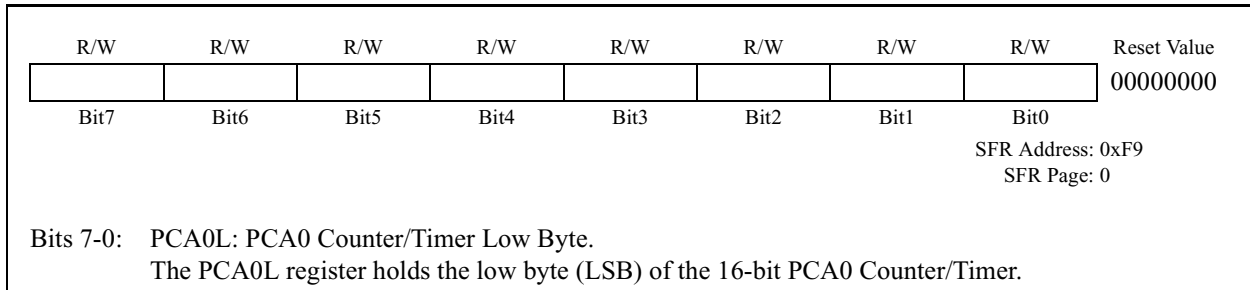 R/W R/W R/W R/W R/W R/W R/W R/W Reset Value
00000000
Bit7 Bit6 Bit5 Bit4 Bit3 Bit2 Bit1 Bit0
SFR Address: 0xF9
SFR Page: 0
Bits 7-0: PCA0L: PCA0 Counter/Timer Low Byte.
The PCA0L register holds the low byte (LSB) of the 16-bit PCA0 Counter/Timer.